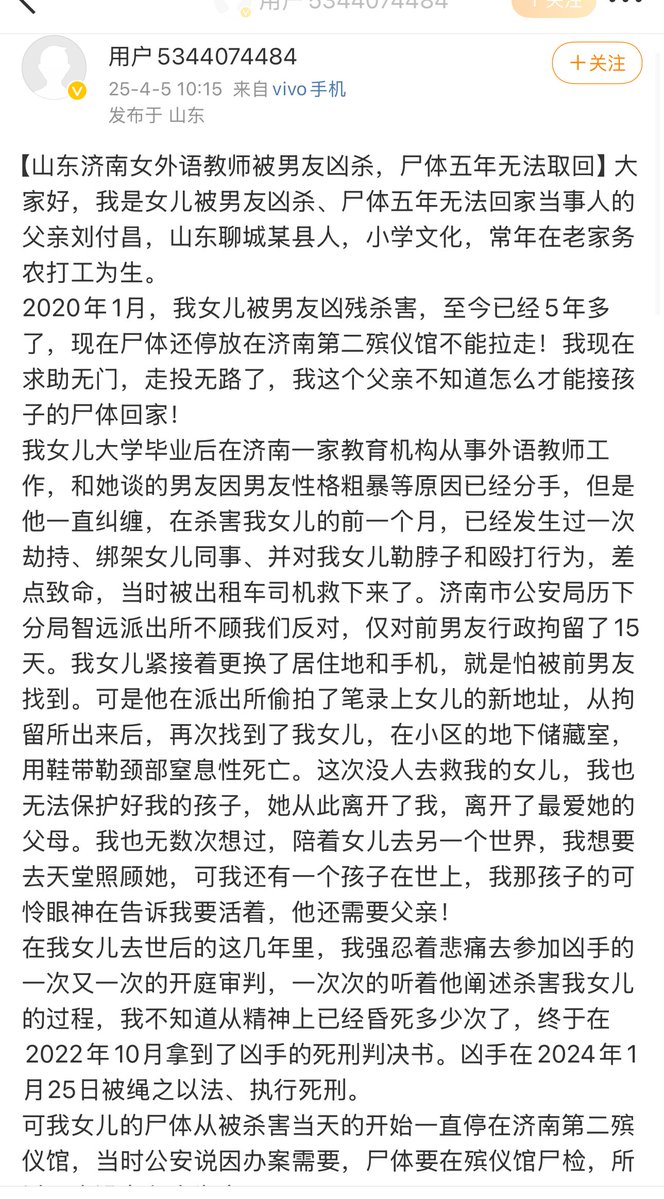 用户5344074484
十关注
用户5344074484
25-4-5 10:15 来自vivo手机
+关注
发布于 山东
【山东济南女外语教师被男友凶杀，尸体五年无法取回】大
家好，我是女儿被男友凶杀、尸体五年无法回家当事人的
父亲刘付昌，山东聊城某县人，小学文化，常年在老家务
农打工为生。
2020年1月，我女儿被男友凶残杀害，至今已经5年多
了，现在尸体还停放在济南第二殡仪馆不能拉走！我现在
求助无门，走投无路了，我这个父亲不知道怎么才能接孩
子的尸体回家！
我女儿大学毕业后在济南一家教育机构从事外语教师工
作，和她谈的男友因男友性格粗暴等原因已经分手，但是
他一直纠缠，在杀害我女儿的前一个月，已经发生过一次
劫持、绑架女儿同事、并对我女儿勒脖子和殴打行为，差
点致命，当时被出租车司机救下来了。济南市公安局历下
分局智远派出所不顾我们反对，仅对前男友行政拘留了15
天。我女儿紧接着更换了居住地和手机，就是怕被前男友
找到。可是他在派出所偷拍了笔录上女儿的新地址，从拘
留所出来后，再次找到了我女儿，在小区的地下储藏室，
用鞋带勒颈部窒息性死亡。这次没人去救我的女儿，我也
无法保护好我的孩子，她从此离开了我，离开了最爱她的
父母。我也无数次想过，陪着女儿去另一个世界，我想要
去天堂照顾她，可我还有一个孩子在世上，我那孩子的可
怜眼神在告诉我要活着，他还需要父亲！
在我女儿去世后的这几年里，我强忍着悲痛去参加凶手的
一次又一次的开庭审判，一次次的听着他阐述杀害我女儿
的过程，我不知道从精神上已经昏死多少次了，终于在
2022年10月拿到了凶手的死刑判决书。凶手在2024年1
月25日被绳之以法、执行死刑。
可我女儿的尸体从被杀害当天的开始一直停在济南第二殡
仪馆，当时公安说因办案需要，尸体要在殡仪馆尸检，所